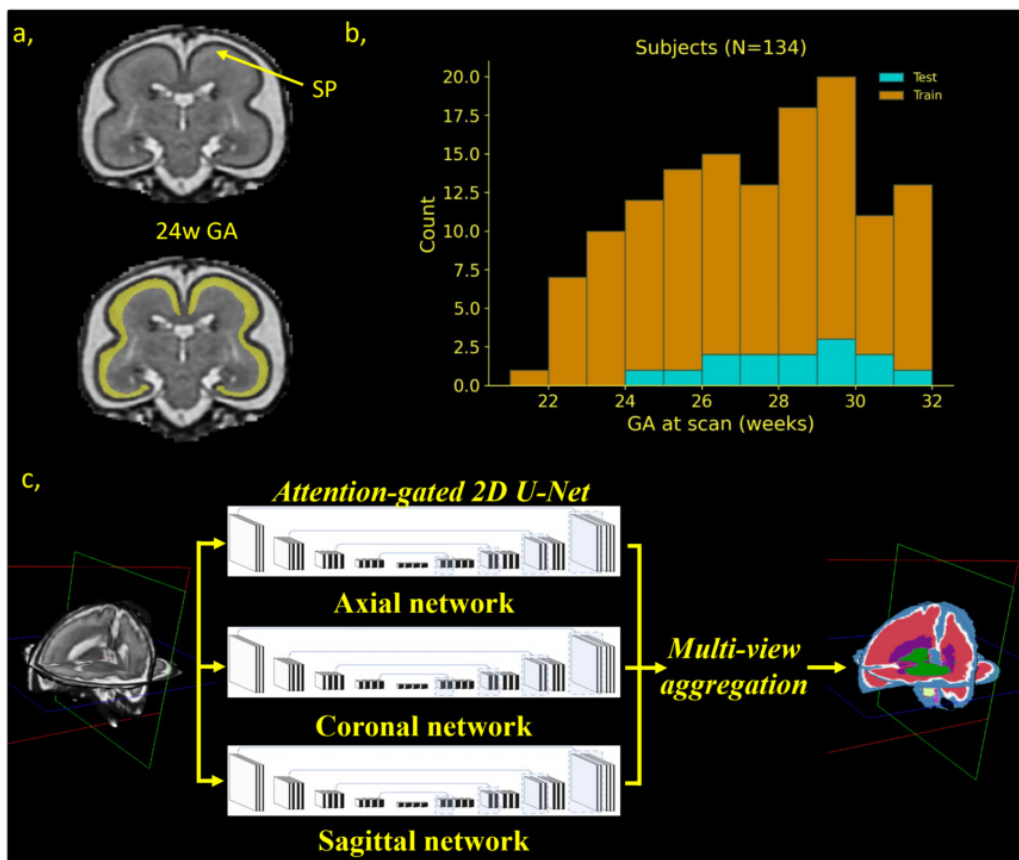 a,
SP
24w GA
b,
Subjects (N=134)
Test
Train
20.0
17.5
15.0
12.5
10.0
7.5
5.0
2.5
0.0
Count
22
24
26
28
30
32
GA at scan (weeks)
c,
Attention-gated 2D U-Net
Axial network
Coronal network
Sagittal network
Multi-view
aggregation